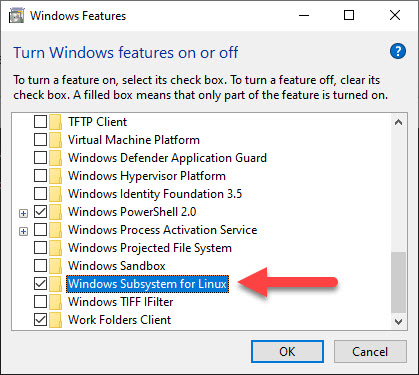 Windows Features
Turn Windows features on or off
To turn a feature on, select its check box. To turn a feature off, clear its
check box. A filled box means that only part of the feature is turned on.
TFTP Client
Virtual Machine Platform
Windows Defender Application Guard
Windows Hypervisor Platform
Windows Identity Foundation 3.5
Windows PowerShell 2.0
Windows Process Activation Service
Windows Projected File System
Windows Sandbox
Windows Subsystem for Linux
Windows TIFF IFilter
Work Folders Client
OK Cancel